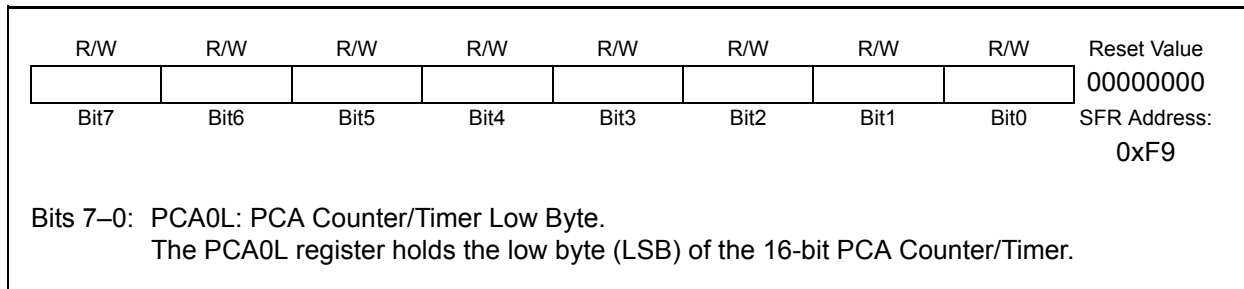 R/W R/W R/W R/W R/W R/W R/W R/W Reset Value
00000000
Bit7 Bit6 Bit5 Bit4 Bit3 Bit2 Bit1 Bit0 SFR Address:
0xF9
Bits 7–0: PCA0L: PCA Counter/Timer Low Byte.
The PCA0L register holds the low byte (LSB) of the 16-bit PCA Counter/Timer.